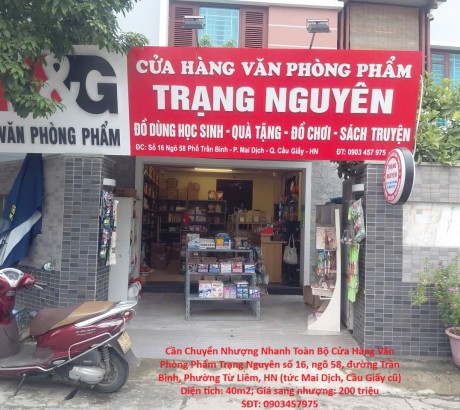 &G
VĂN PHÒNG PHẨM
CỬA HÀNG VĂN PHÒNG PHẨM
TRẠNG NGUYÊN
ĐỒ DÙNG HỌC SINH - QUÀ TẶNG - ĐỒ CHƠI - SÁCH TRUYỆN
ĐC: Số 16 Ngõ 58 Phố Trần Bình - P. Mai Dịch - Q. Cầu Giấy - HN
ĐT: 0903 457 975
Cần Chuyển Nhượng Nhanh Toàn Bộ Cửa Hàng Văn
Phòng Phẩm Trạng Nguyên số 16, ngõ 58, đường Trần
Bình, Phường Từ Liêm, HN (tức Mai Dịch, Cầu Giấy cũ)
Diện tích: 40m2; Giá sang nhượng: 200 triệu
SĐT: 0903457975